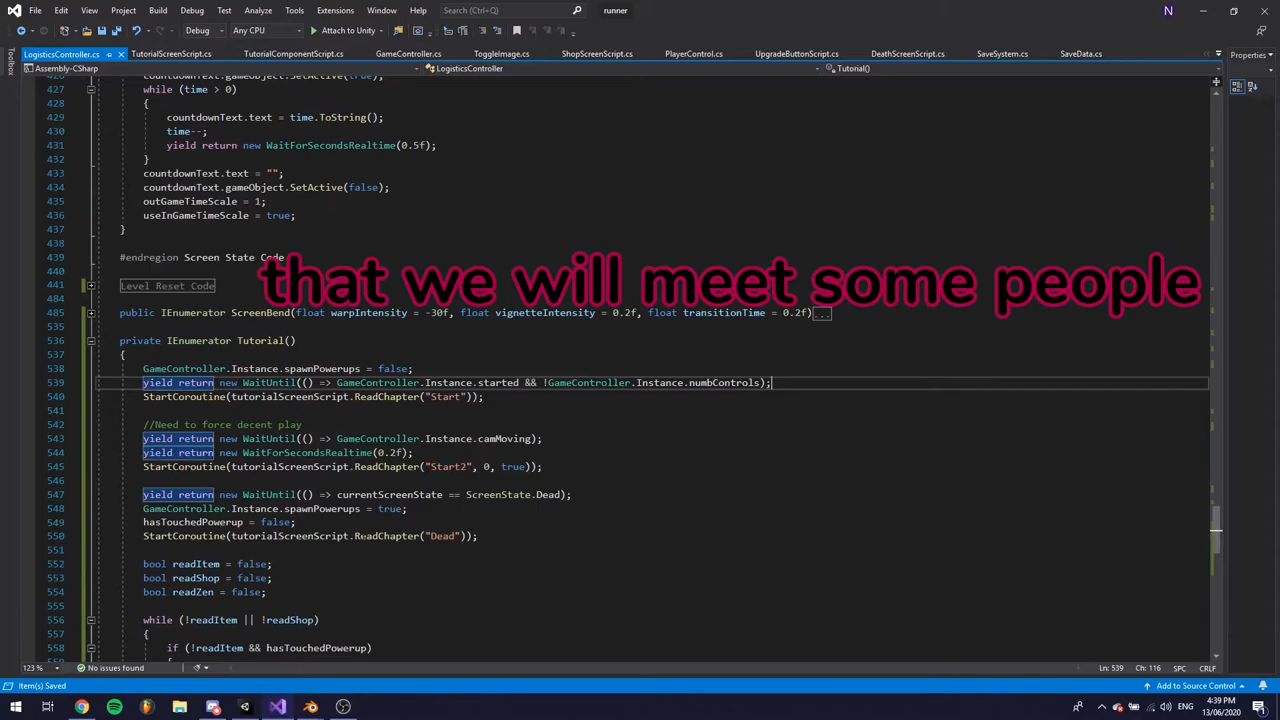 File Edit View Git Project Build Debug Test Analyze Tools Extensions Window Help Search (Ctrl+Q) runner N
Debug Any CPU Attach to Unity
LogisticsController.cs TutorialScreenScript.cs TutorialComponentScript.cs GameController.cs ToggleImage.cs ShopScreenScript.cs PlayerControl.cs UpgradeButtonScript.cs DeathScreenScript.cs SaveSystem.cs SaveData.cs Properties
Toolbox
Assembly-CSharp LogisticsController Tutorial()
426 countdownText.gameObject.SetActive(true);
427 while (time > 0)
428 {
429 countdownText.text = time.ToString();
430 time--;
431 yield return new WaitForSecondsRealtime(0.5f);
432 }
433 countdownText.text = "";
434 countdownText.gameObject.SetActive(false);
435 outGameTimeScale = 1;
436 useInGameTimeScale = true;
437 }
438
439 #endregion Screen State Code
that we will meet some people
440
441 Level Reset Code
484
485 public IEnumerator ScreenBend(float warpIntensity = -30f, float vignetteIntensity = 0.2f, float transitionTime = 0.2f)...
535
536 private IEnumerator Tutorial()
537 {
538 GameController.Instance.spawnPowerups = false;
539 yield return new WaitUntil(() => GameController.Instance.started && !GameController.Instance.numbControls);
540 StartCoroutine(tutorialScreenScript.ReadChapter("Start"));
541
542 //Need to force decent play
543 yield return new WaitUntil(() => GameController.Instance.camMoving);
544 yield return new WaitForSecondsRealtime(0.2f);
545 StartCoroutine(tutorialScreenScript.ReadChapter("Start2", 0, true));
546
547 yield return new WaitUntil(() => currentScreenState == ScreenState.Dead);
548 GameController.Instance.spawnPowerups = true;
549 hasTouchedPowerup = false;
550 StartCoroutine(tutorialScreenScript.ReadChapter("Dead"));
551
552 bool readItem = false;
553 bool readShop = false;
554 bool readZen = false;
555
556 while (!readItem || !readShop)
557 {
558 if (!readItem && hasTouchedPowerup)
559 {
123 % No issues found Ln: 539 Ch: 116 SPC CRLF
Item(s) Saved Add to Source Control
ENG 4:39 PM
13/06/2020